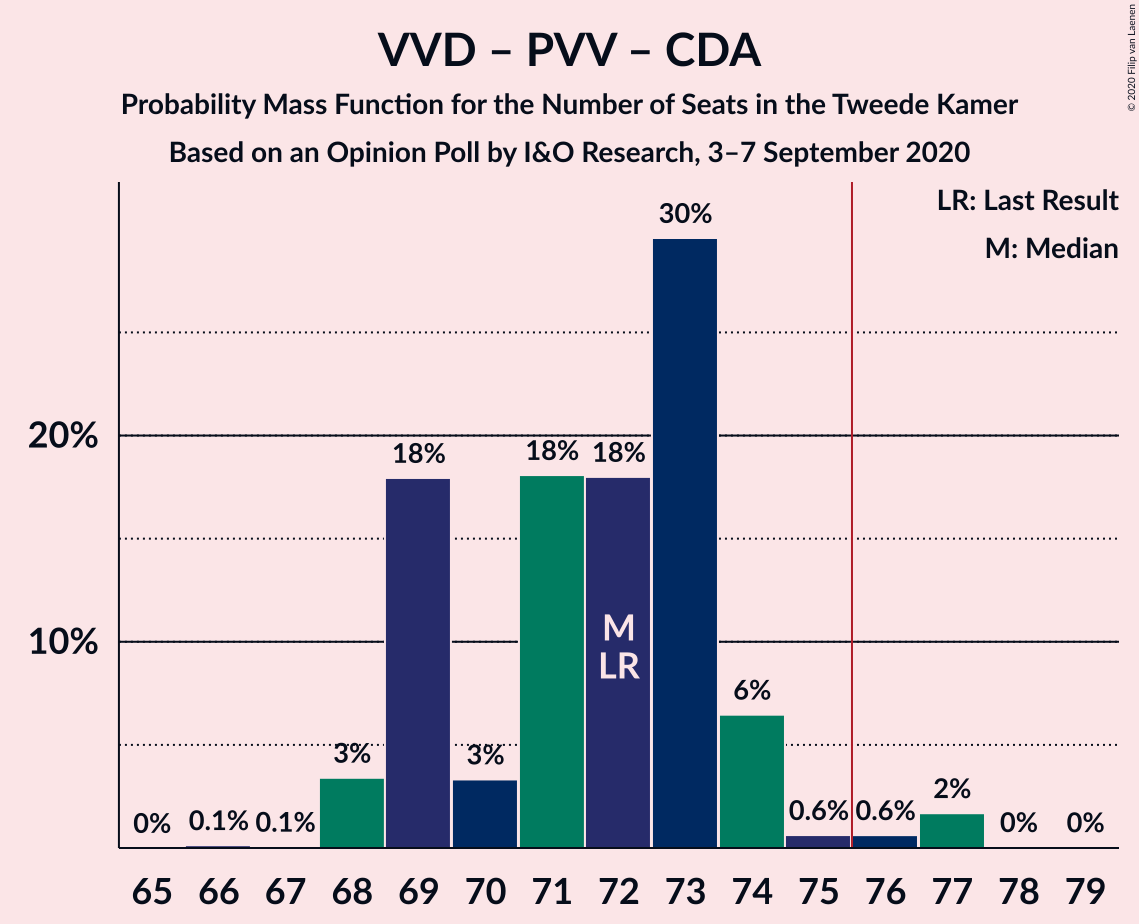 VVD – PVV – CDA
Probability Mass Function for the Number of Seats in the Tweede Kamer
Based on an Opinion Poll by I&O Research, 3–7 September 2020
© 2020 Filip van Laenen
LR: Last Result
M: Median
30%
20%
18%
18%
18%
M
LR
10%
6%
3%
3%
2%
0%
0.1%
0.1%
0.6%
0.6%
0%
0%
65 66 67 68 69 70 71 72 73 74 75 76 77 78 79